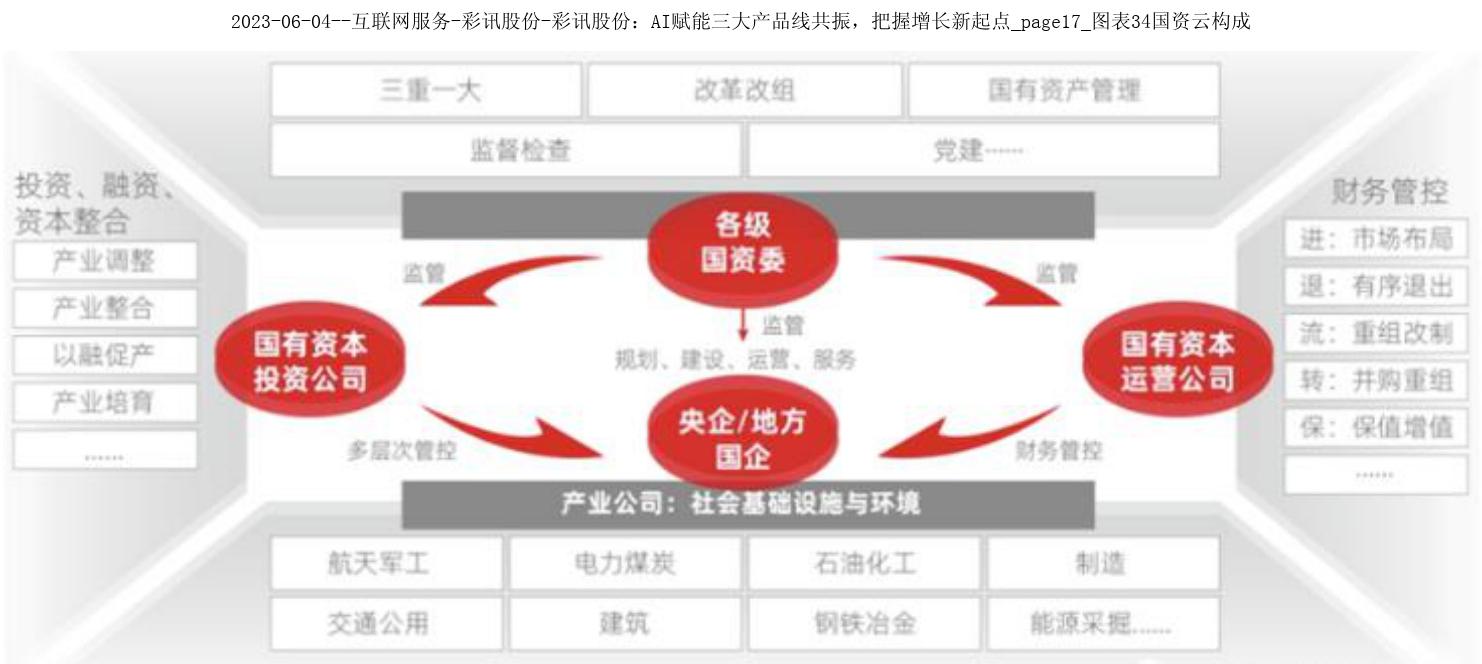 2023-06-04--互联网服务-彩讯股份-彩讯股份：AI赋能三大产品线共振，把握增长新起点_page17_图表34国资云构成
三重一大
改革改组
国有资产管理
监督检查
党建……
投资、融资、
资本整合
产业调整
产业整合
以融促产
产业培育
……
财务管控
进：市场布局
退：有序退出
流：重组改制
转：并购重组
保：保值增值
……
各级
国资委
监管
监管
监管
规划、建设、运营、服务
国有资本
投资公司
国有资本
运营公司
央企/地方
国企
多层次管控
财务管控
产业公司：社会基础设施与环境
航天军工
电力煤炭
石油化工
制造
交通公用
建筑
钢铁冶金
能源采掘……